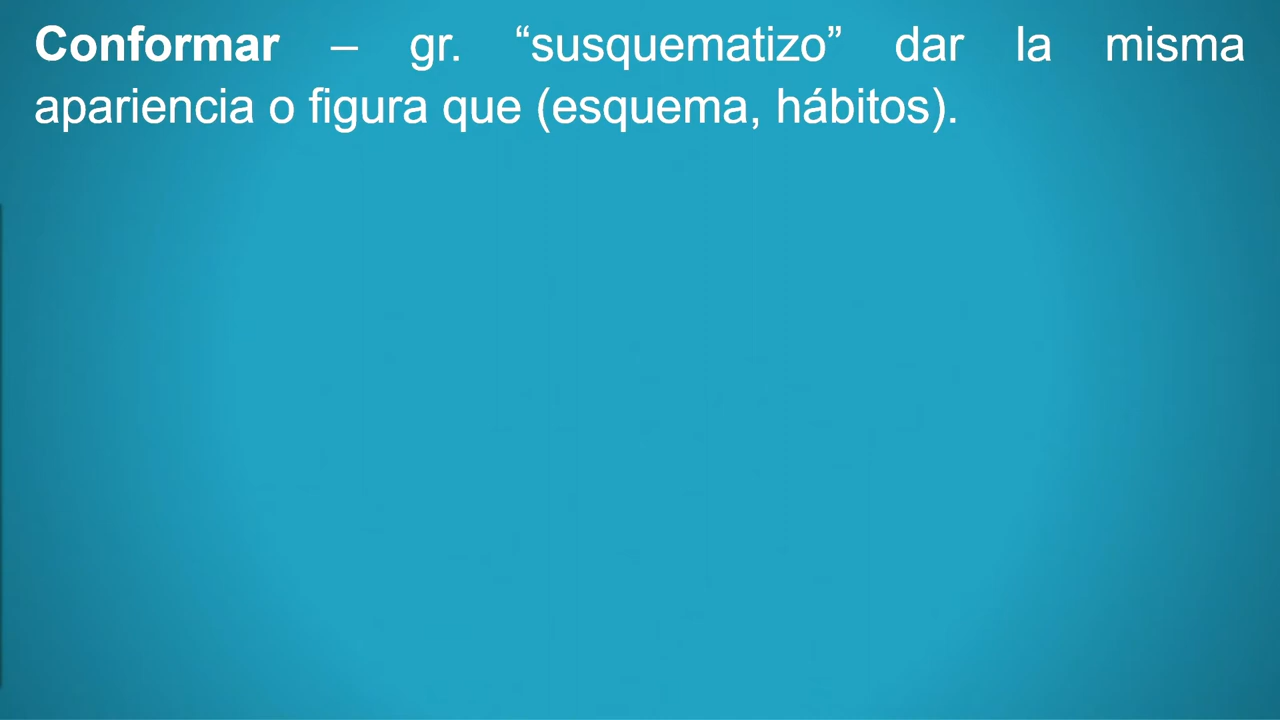 Conformar – gr. “susquematizo” dar la misma
apariencia o figura que (esquema, hábitos).